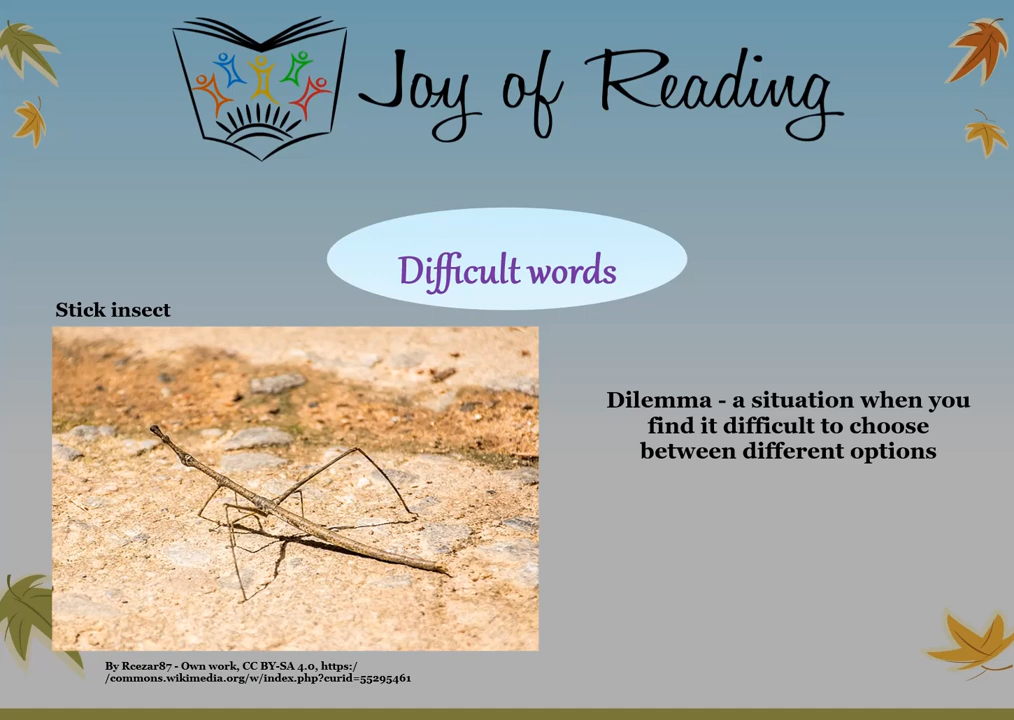 Joy of Reading
Difficult words
Stick insect
Dilemma - a situation when you
find it difficult to choose
between different options
By Rcezar87 - Own work, CC BY-SA 4.0, https:/
/commons.wikimedia.org/w/index.php?curid=55295461